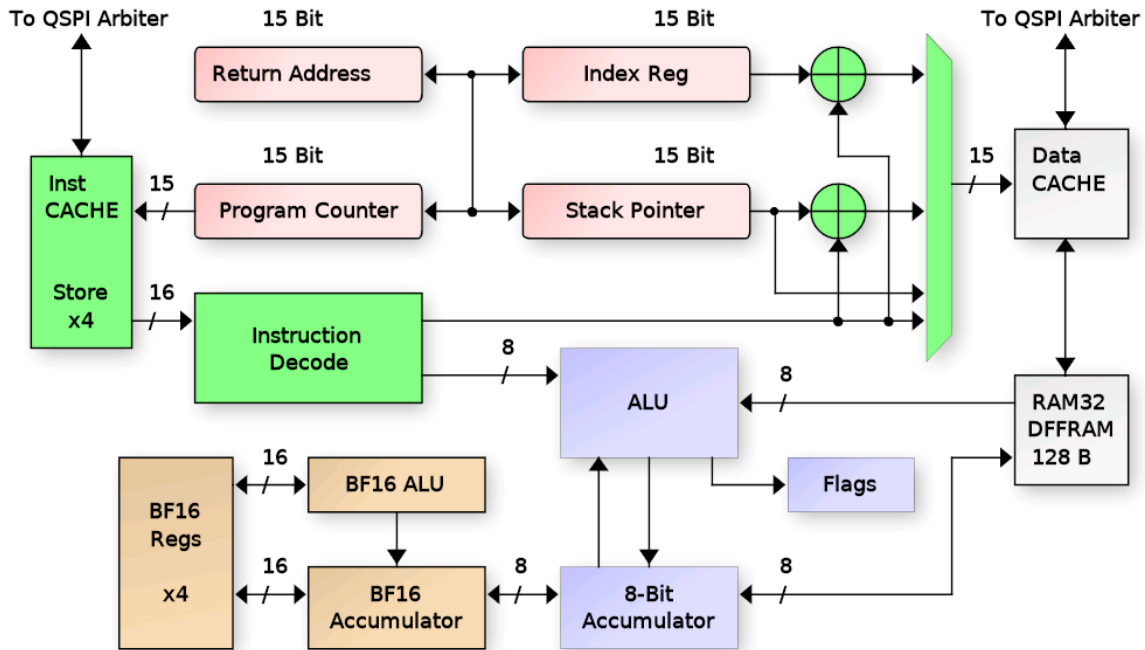 To QSPI Arbiter
15 Bit
15 Bit
To QSPI Arbiter
Return Address
Index Reg
15 Bit
15 Bit
Inst
CACHE
15
Program Counter
Stack Pointer
15
Data
CACHE
Store
x4
16
Instruction
Decode
8
ALU
8
RAM32
DFFRAM
128 B
16
BF16 ALU
Flags
BF16
Regs
x4
16
BF16
Accumulator
8
8-Bit
Accumulator
8